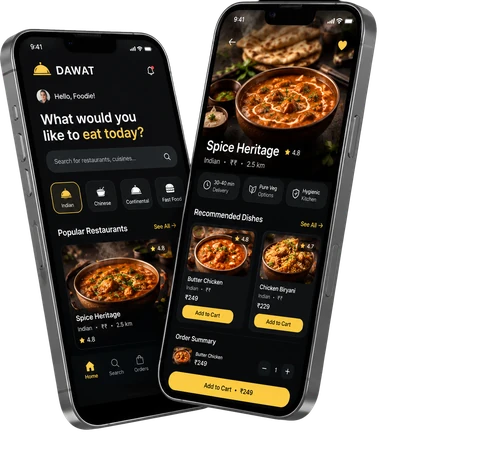 9:41
DAWAT
Hello, Foodie!
What would you
like to eat today?
Search for restaurants, cuisines...
Indian
Chinese
Continental
Fast Food
Popular Restaurants
See All →
4.8
Spice Heritage
Indian • ₹₹ • 2.5 km
4.8
Home
Search
Orders
9:41
Spice Heritage
4.8
Indian • ₹₹ • 2.5 km
30-40 min
Delivery
Pure Veg
Options
Hygienic
Kitchen
Recommended Dishes
See All →
4.8
Butter Chicken
Indian • ₹₹
₹249
Add to Cart
4.7
Chicken Biryani
Indian • ₹₹
₹229
Add to Cart
Order Summary
Butter Chicken
₹249
− 1 +
Add to Cart • ₹249